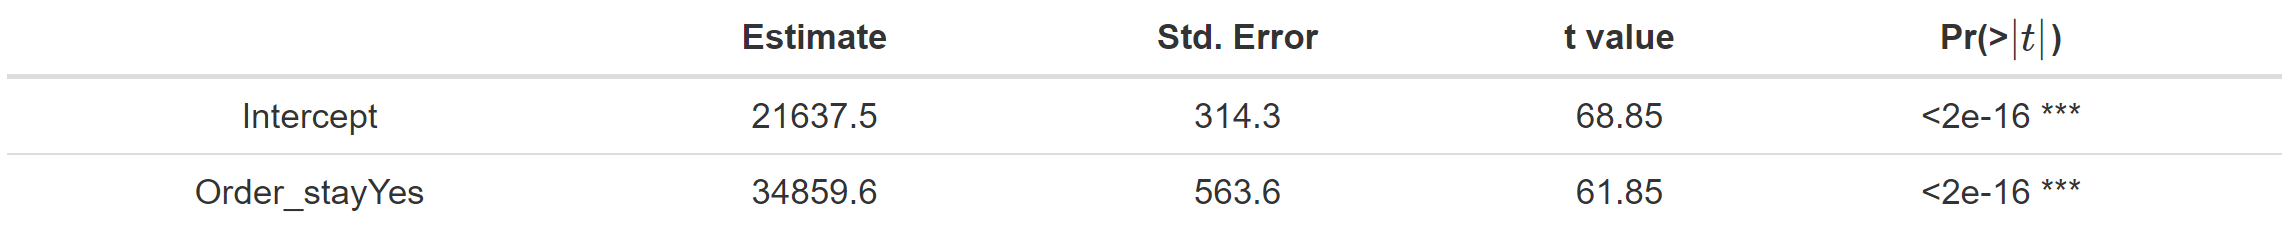 Estimate Std. Error t value Pr(>|t|)
Intercept 21637.5 314.3 68.85 <2e-16 ***
Order_stayYes 34859.6 563.6 61.85 <2e-16 ***